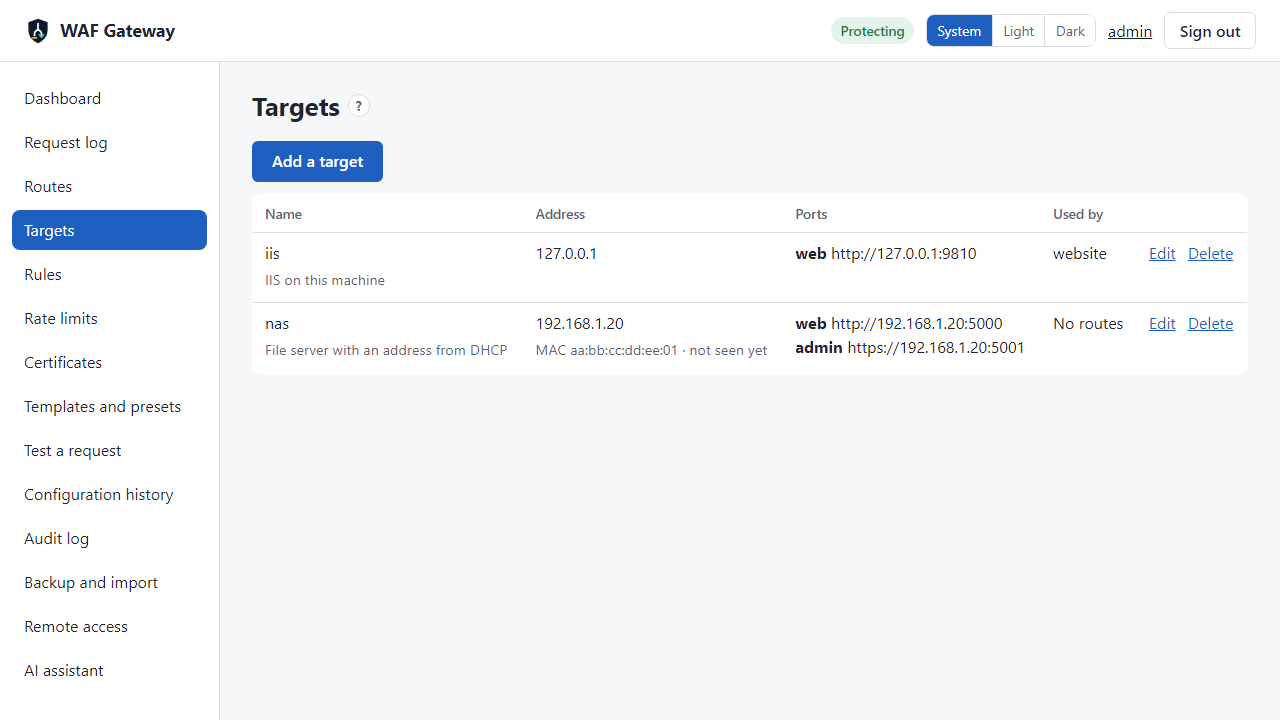 WAF Gateway
Protecting
System Light Dark
admin
Sign out
Dashboard
Request log
Routes
Targets
Rules
Rate limits
Certificates
Templates and presets
Test a request
Configuration history
Audit log
Backup and import
Remote access
AI assistant
Targets ?
Add a target
Name Address Ports Used by
iis 127.0.0.1 web http://127.0.0.1:9810 website Edit Delete
IIS on this machine
nas 192.168.1.20 web http://192.168.1.20:5000 No routes Edit Delete
admin https://192.168.1.20:5001
File server with an address from DHCP MAC aa:bb:cc:dd:ee:01 · not seen yet